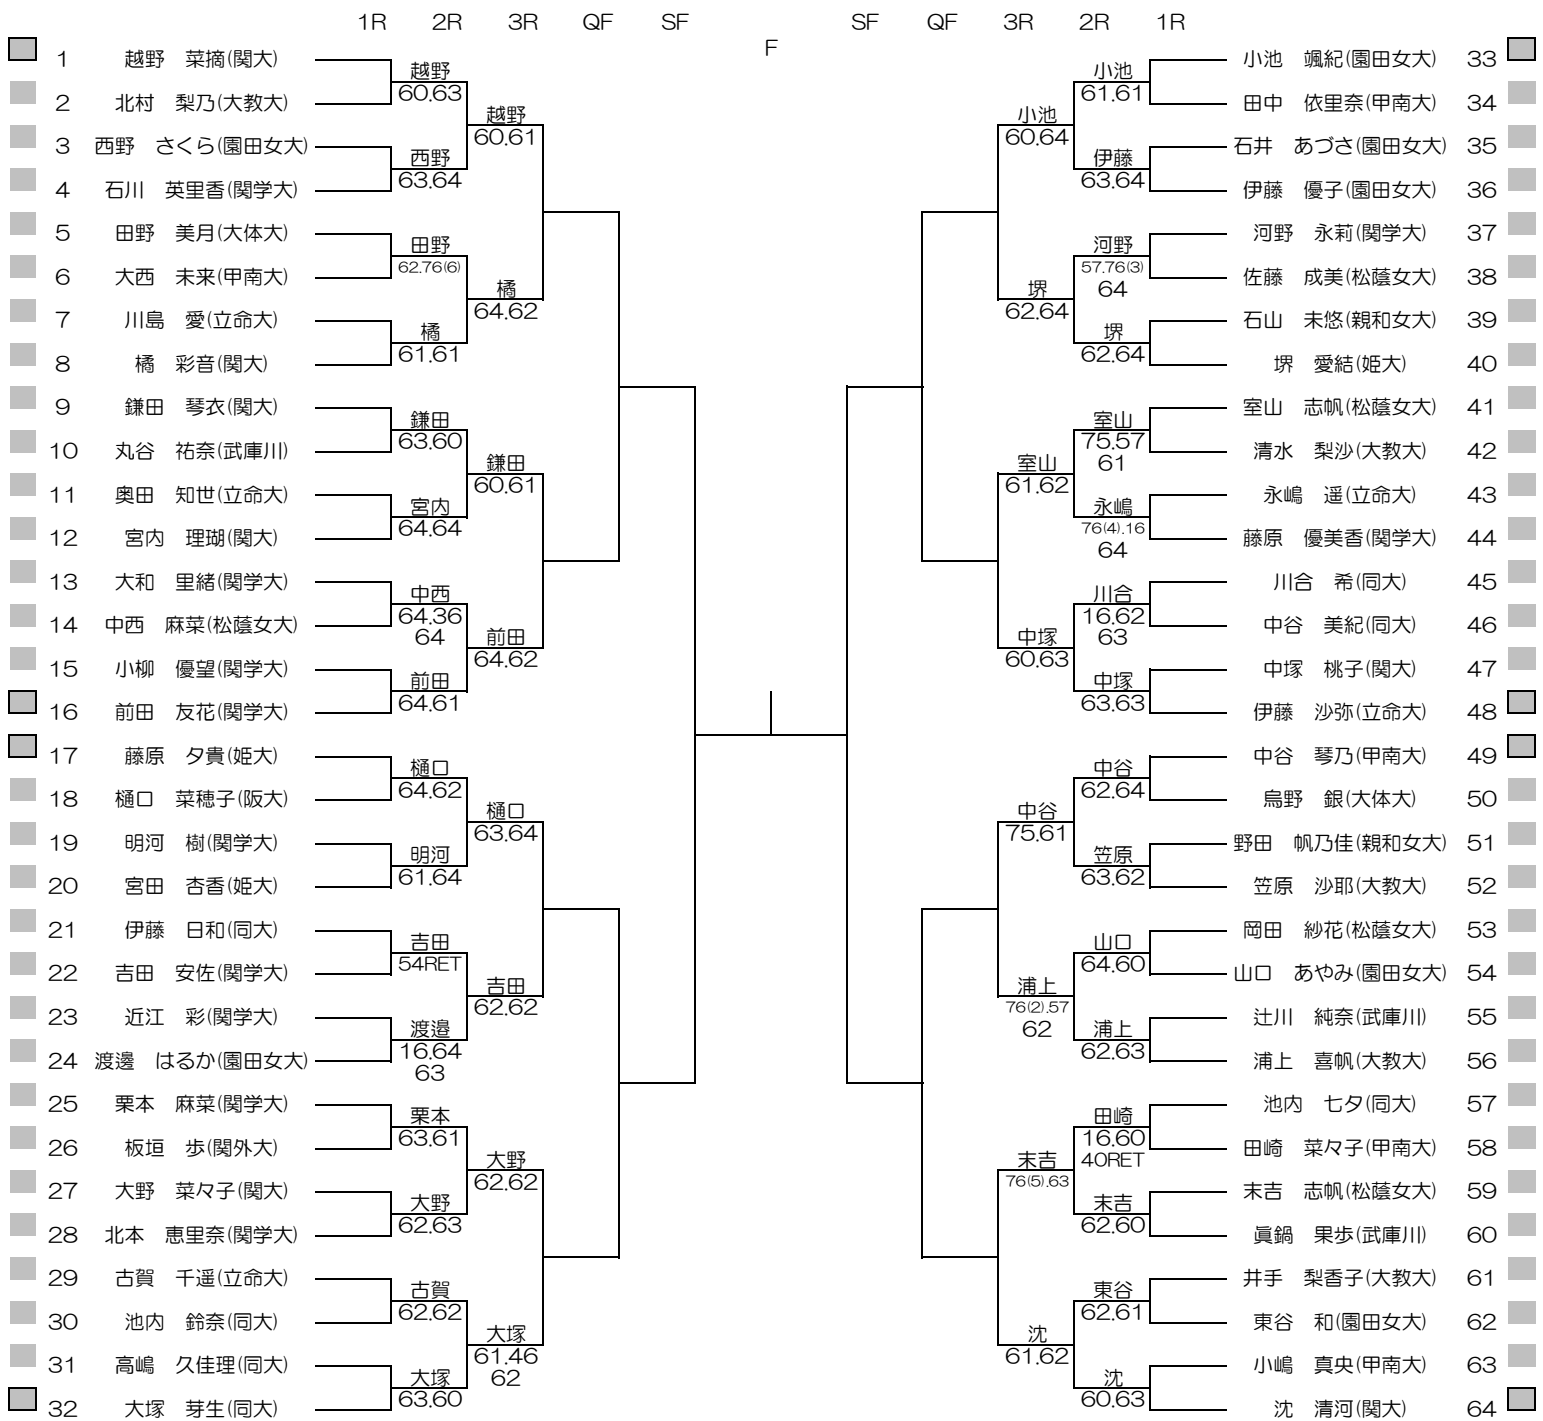 1R 2R 3R QF SF F SF QF 3R 2R 1R
1 越野 菜摘(関大)
2 北村 梨乃(大教大)
3 西野 さくら(園田女大)
4 石川 英里香(関学大)
5 田野 美月(大体大)
6 大西 未来(甲南大)
7 川島 愛(立命大)
8 橘 彩音(関大)
9 鎌田 琴衣(関大)
10 丸谷 祐奈(武庫川)
11 奥田 知世(立命大)
12 宮内 理瑚(関大)
13 大和 里緒(関学大)
14 中西 麻菜(松蔭女大)
15 小柳 優望(関学大)
16 前田 友花(関学大)
17 藤原 夕貴(姫大)
18 樋口 菜穂子(阪大)
19 明河 樹(関学大)
20 宮田 杏香(姫大)
21 伊藤 日和(同大)
22 吉田 安佐(関学大)
23 近江 彩(関学大)
24 渡邊 はるか(園田女大)
25 栗本 麻菜(関学大)
26 板垣 歩(関外大)
27 大野 菜々子(関大)
28 北本 恵里奈(関学大)
29 古賀 千遥(立命大)
30 池内 鈴奈(同大)
31 高嶋 久佳理(同大)
32 大塚 芽生(同大)
越野
60.63
西野
63.64
田野
62.76(6)
橘
61.61
鎌田
63.60
宮内
64.64
中西
64.36
64
前田
64.61
樋口
64.62
明河
61.64
吉田
54RET
渡邉
16.64
63
栗本
63.61
大野
62.63
古賀
62.62
大塚
63.60
越野
60.61
橘
64.62
鎌田
60.61
前田
64.62
樋口
63.64
吉田
62.62
大野
62.62
大塚
61.46
62
小池
60.64
堺
62.64
室山
61.62
中塚
60.63
中谷
75.61
浦上
76(2).57
62
末吉
76(5).63
沈
61.62
小池
61.61
伊藤
63.64
河野
57.76(3)
64
堺
62.64
室山
75.57
61
永嶋
76(4).16
64
川合
16.62
63
中塚
63.63
中谷
62.64
笠原
63.62
山口
64.60
浦上
62.63
田崎
16.60
40RET
末吉
62.60
東谷
62.61
沈
60.63
小池 颯紀(園田女大) 33
田中 依里奈(甲南大) 34
石井 あづさ(園田女大) 35
伊藤 優子(園田女大) 36
河野 永莉(関学大) 37
佐藤 成美(松蔭女大) 38
石山 未悠(親和女大) 39
堺 愛結(姫大) 40
室山 志帆(松蔭女大) 41
清水 梨沙(大教大) 42
永嶋 遥(立命大) 43
藤原 優美香(関学大) 44
川合 希(同大) 45
中谷 美紀(同大) 46
中塚 桃子(関大) 47
伊藤 沙弥(立命大) 48
中谷 琴乃(甲南大) 49
烏野 銀(大体大) 50
野田 帆乃佳(親和女大) 51
笠原 沙耶(大教大) 52
岡田 紗花(松蔭女大) 53
山口 あやみ(園田女大) 54
辻川 純奈(武庫川) 55
浦上 喜帆(大教大) 56
池内 七夕(同大) 57
田崎 菜々子(甲南大) 58
末吉 志帆(松蔭女大) 59
眞鍋 果歩(武庫川) 60
井手 梨香子(大教大) 61
東谷 和(園田女大) 62
小嶋 真央(甲南大) 63
沈 清河(関大) 64